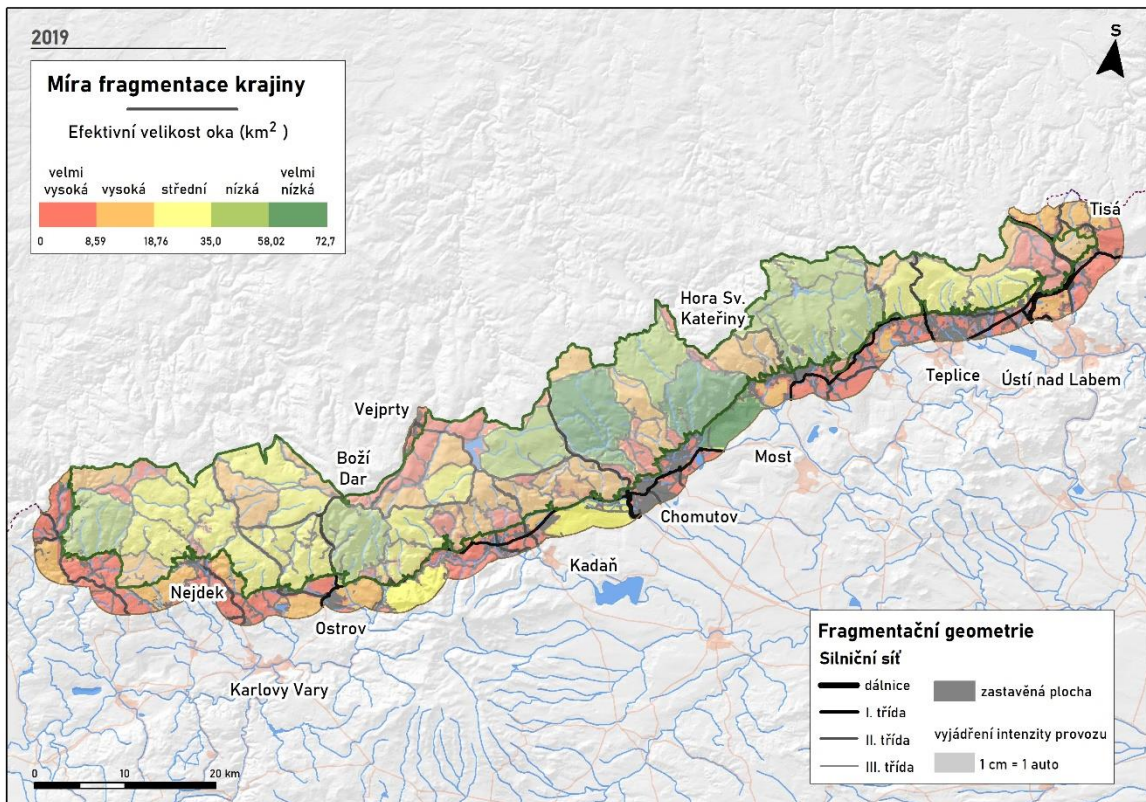 2019
Míra fragmentace krajiny
Efektivní velikost oka (km² )
velmi vysoká
vysoká
střední
nízká
velmi nízká
0 8,59 18,76 35,0 58,02 72,7
S
Tisá
Hora Sv.
Kateřiny
Teplice
Ústí nad Labem
Vejprty
Boží
Dar
Most
Chomutov
Kadaň
Nejdek
Ostrov
Karlovy Vary
0 10 20 km
Fragmentační geometrie
Silniční síť
dálnice
I. třída
II. třída
III. třída
zastavěná plocha
vyjádření intenzity provozu
1 cm = 1 auto